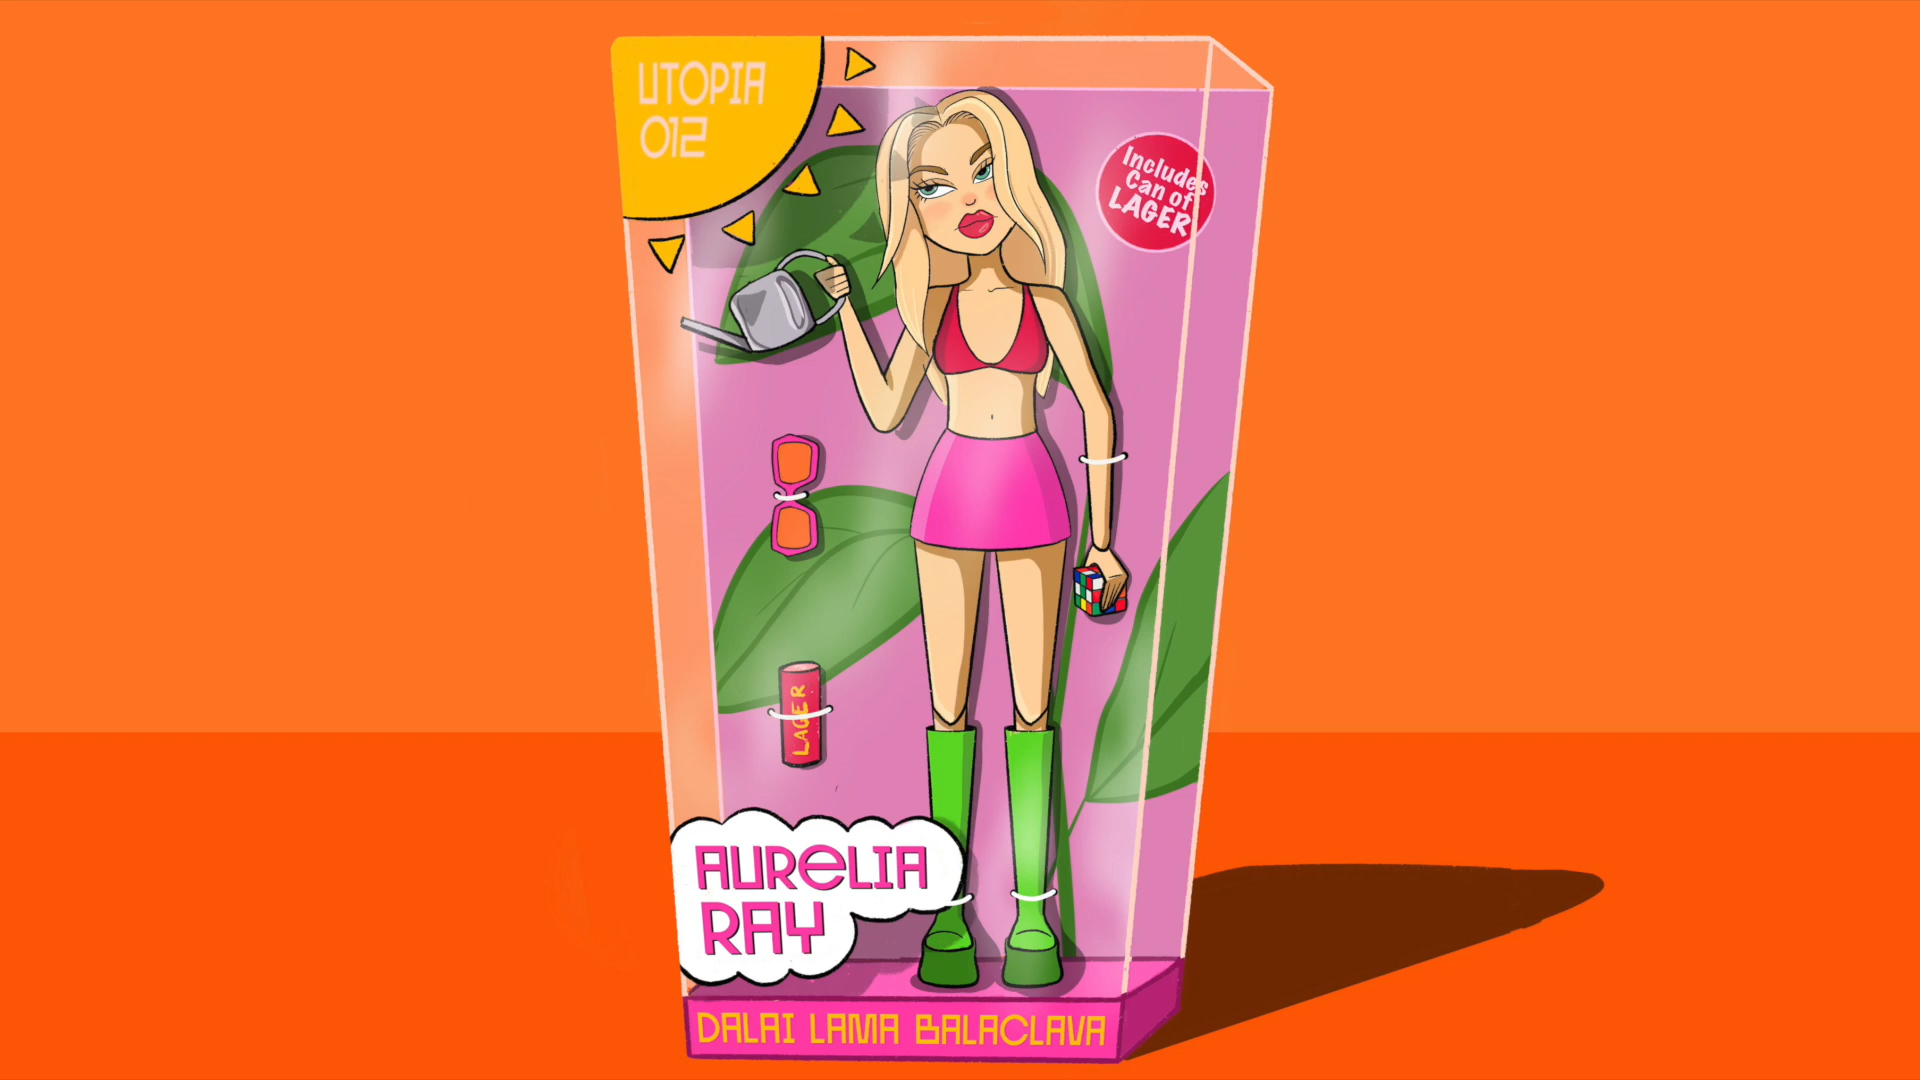 UTOPIA
012
Includes
Can of
LAGER
LAGER
AURELIA
RAY
DALAI LAMA BALACLAVA